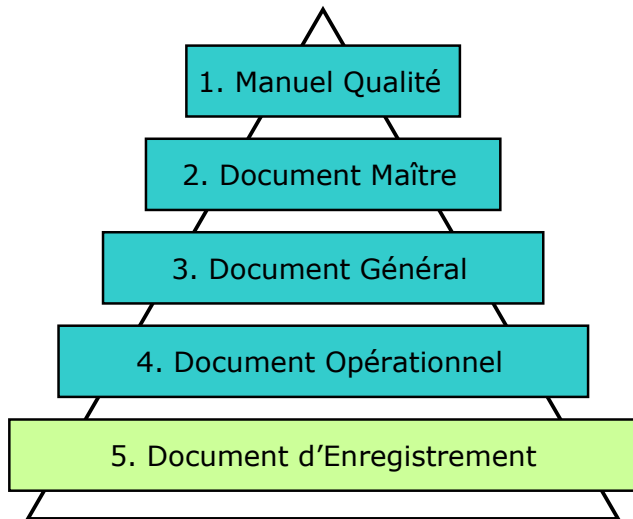 1. Manuel Qualité
2. Document Maître
3. Document Général
4. Document Opérationnel
5. Document d’Enregistrement